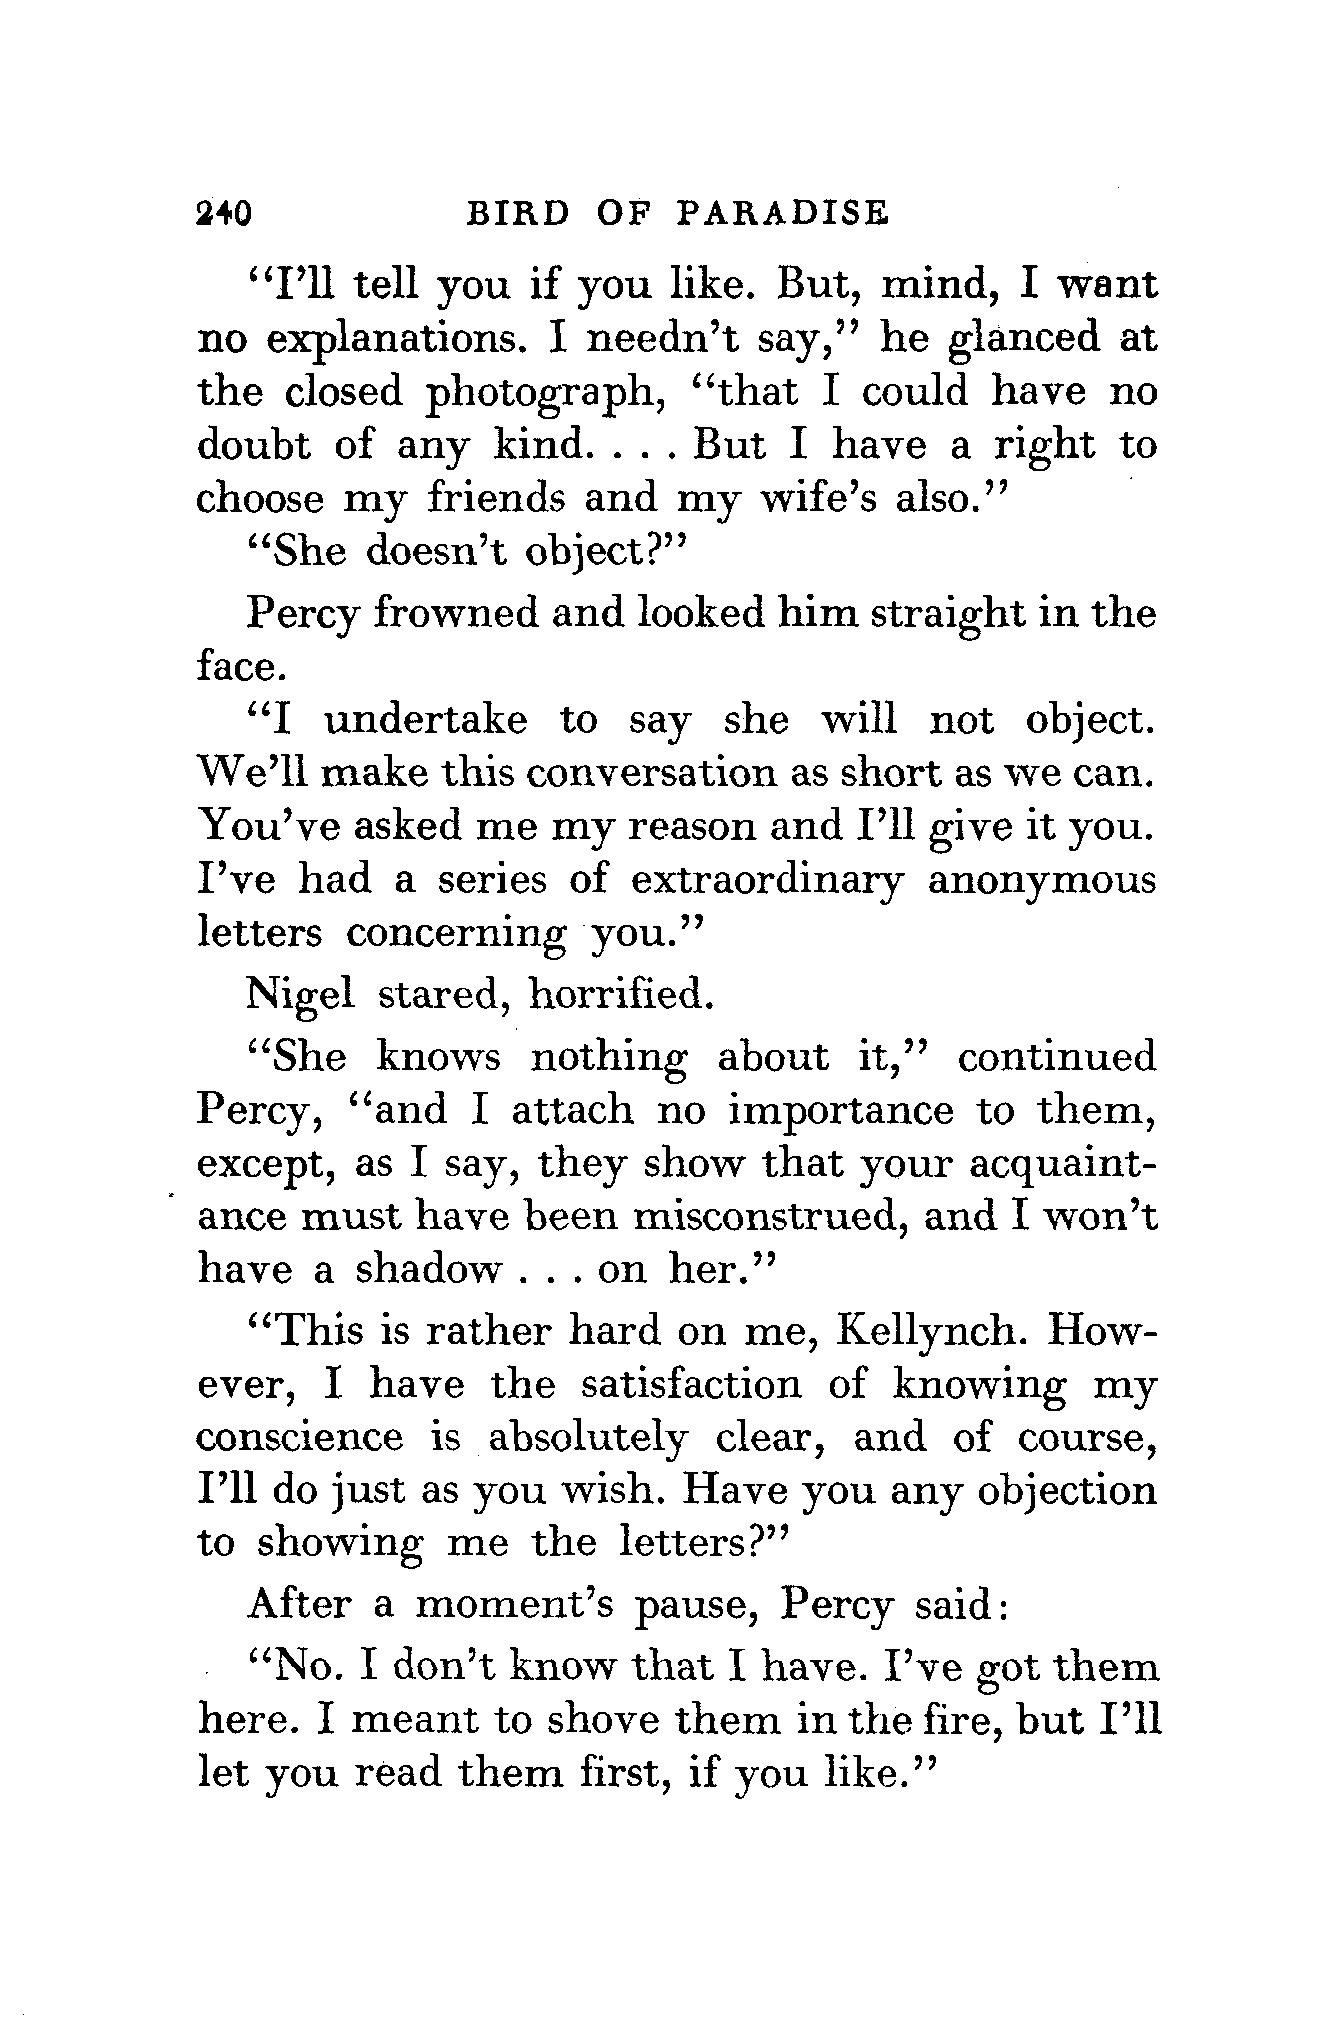 240 BIRD OF PARADISE
“I’ll tell you if you like. But, mind, I want
no explanations. I needn’t say,” he glanced at
the closed photograph, “that I could have no
doubt of any kind. . . . But I have a right to
choose my friends and my wife’s also.”
“She doesn’t object?”
Percy frowned and looked him straight in the
face.
“I undertake to say she will not object.
We’ll make this conversation as short as we can.
You’ve asked me my reason and I’ll give it you.
I’ve had a series of extraordinary anonymous
letters concerning you.”
Nigel stared, horrified.
“She knows nothing about it,” continued
Percy, “and I attach no importance to them,
except, as I say, they show that your acquaint-
ance must have been misconstrued, and I won’t
have a shadow . . . on her.”
“This is rather hard on me, Kellynch. How-
ever, I have the satisfaction of knowing my
conscience is absolutely clear, and of course,
I’ll do just as you wish. Have you any objection
to showing me the letters?”
After a moment’s pause, Percy said:
“No. I don’t know that I have. I’ve got them
here. I meant to shove them in the fire, but I’ll
let you read them first, if you like.”